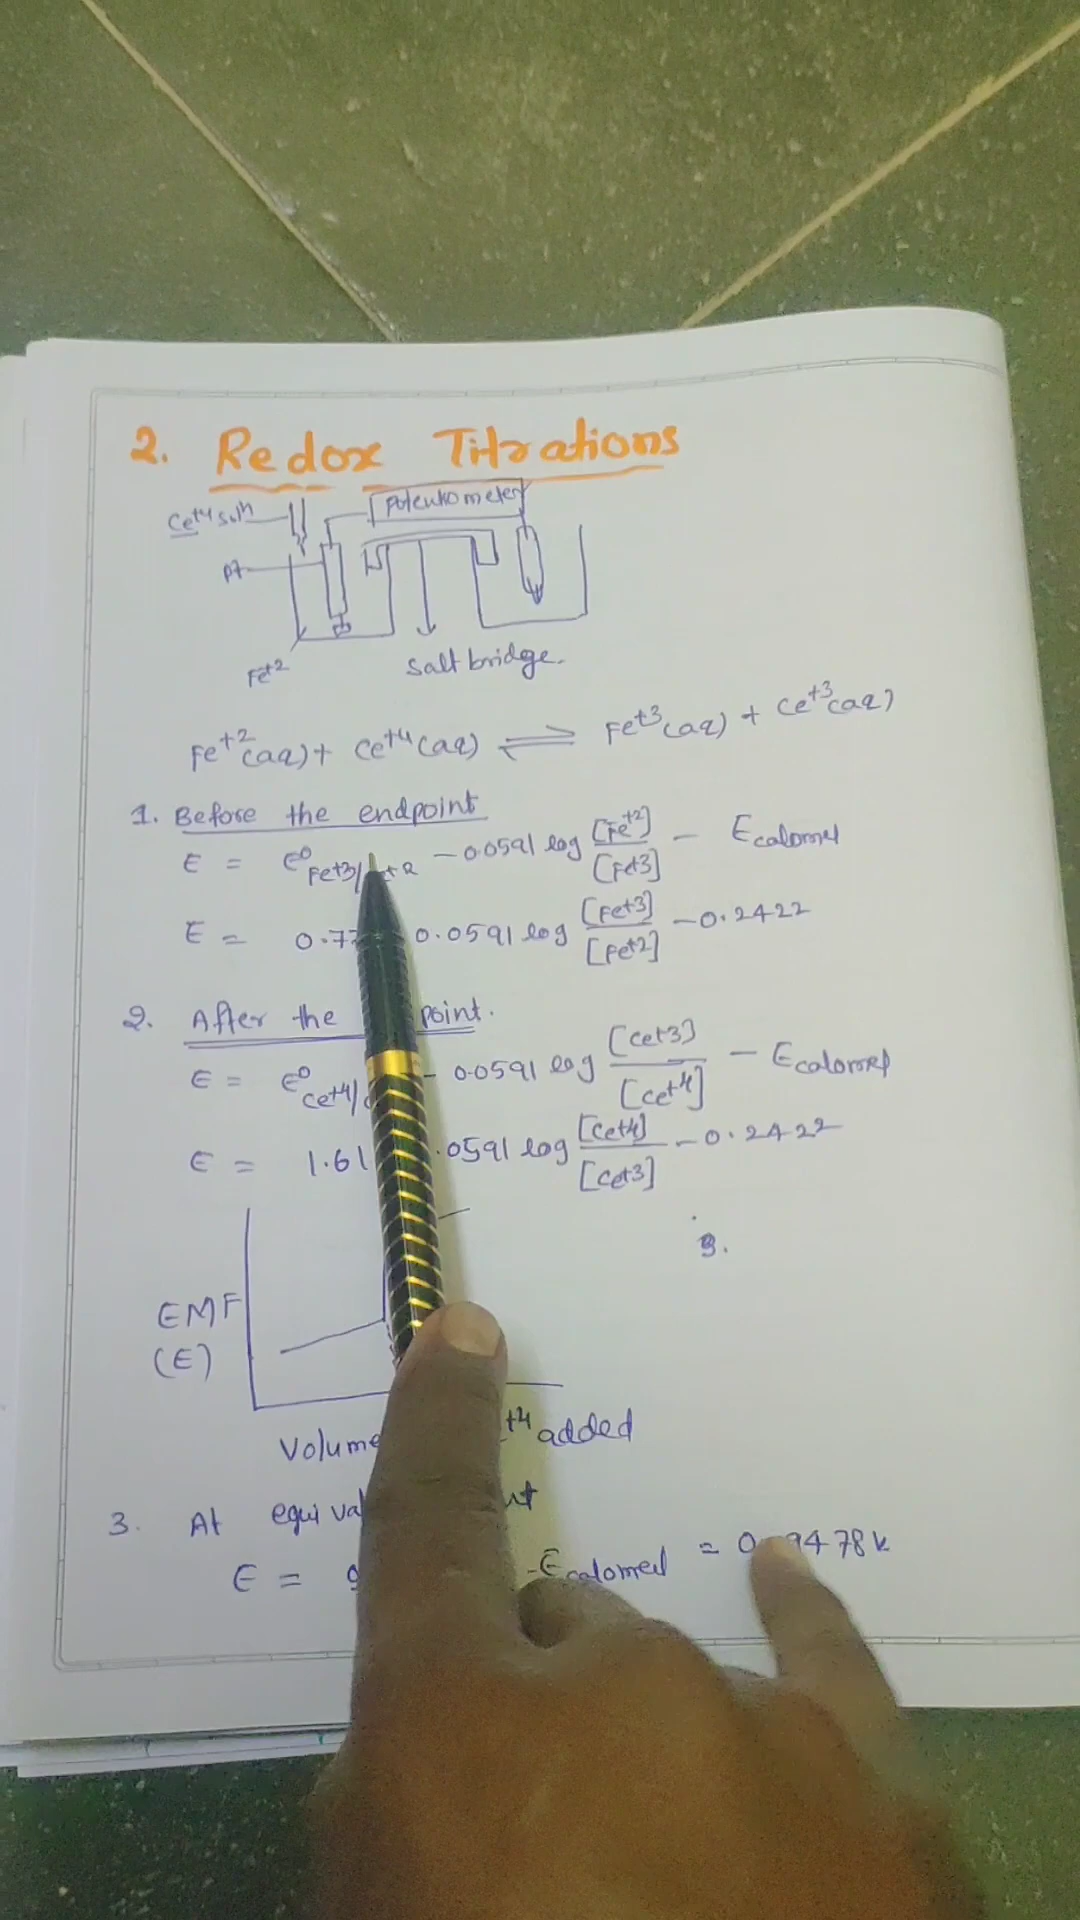 2. Redox Titrations
Ce+4 soln
Potentiometer
Pt
Fe+2
Salt bridge.
Fe+2(aq) + Ce+4(aq) ⇌ Fe+3(aq) + Ce+3(aq)
1. Before the endpoint
E = E° Fe+3/ +2 - 0.0591 log [Fe+2]/[Fe+3] - Ecalomel
E = 0.77 0.0591 log [Fe+3]/[Fe+2] - 0.2422
2. After the point.
E = E° Ce+4/ - 0.0591 log [Ce+3]/[Ce+4] - Ecalomel
E = 1.61 .0591 log [Ce+4]/[Ce+3] - 0.2422
3.
EMF
(E)
Volume +4 added
3. At
E = -Ecalomel =